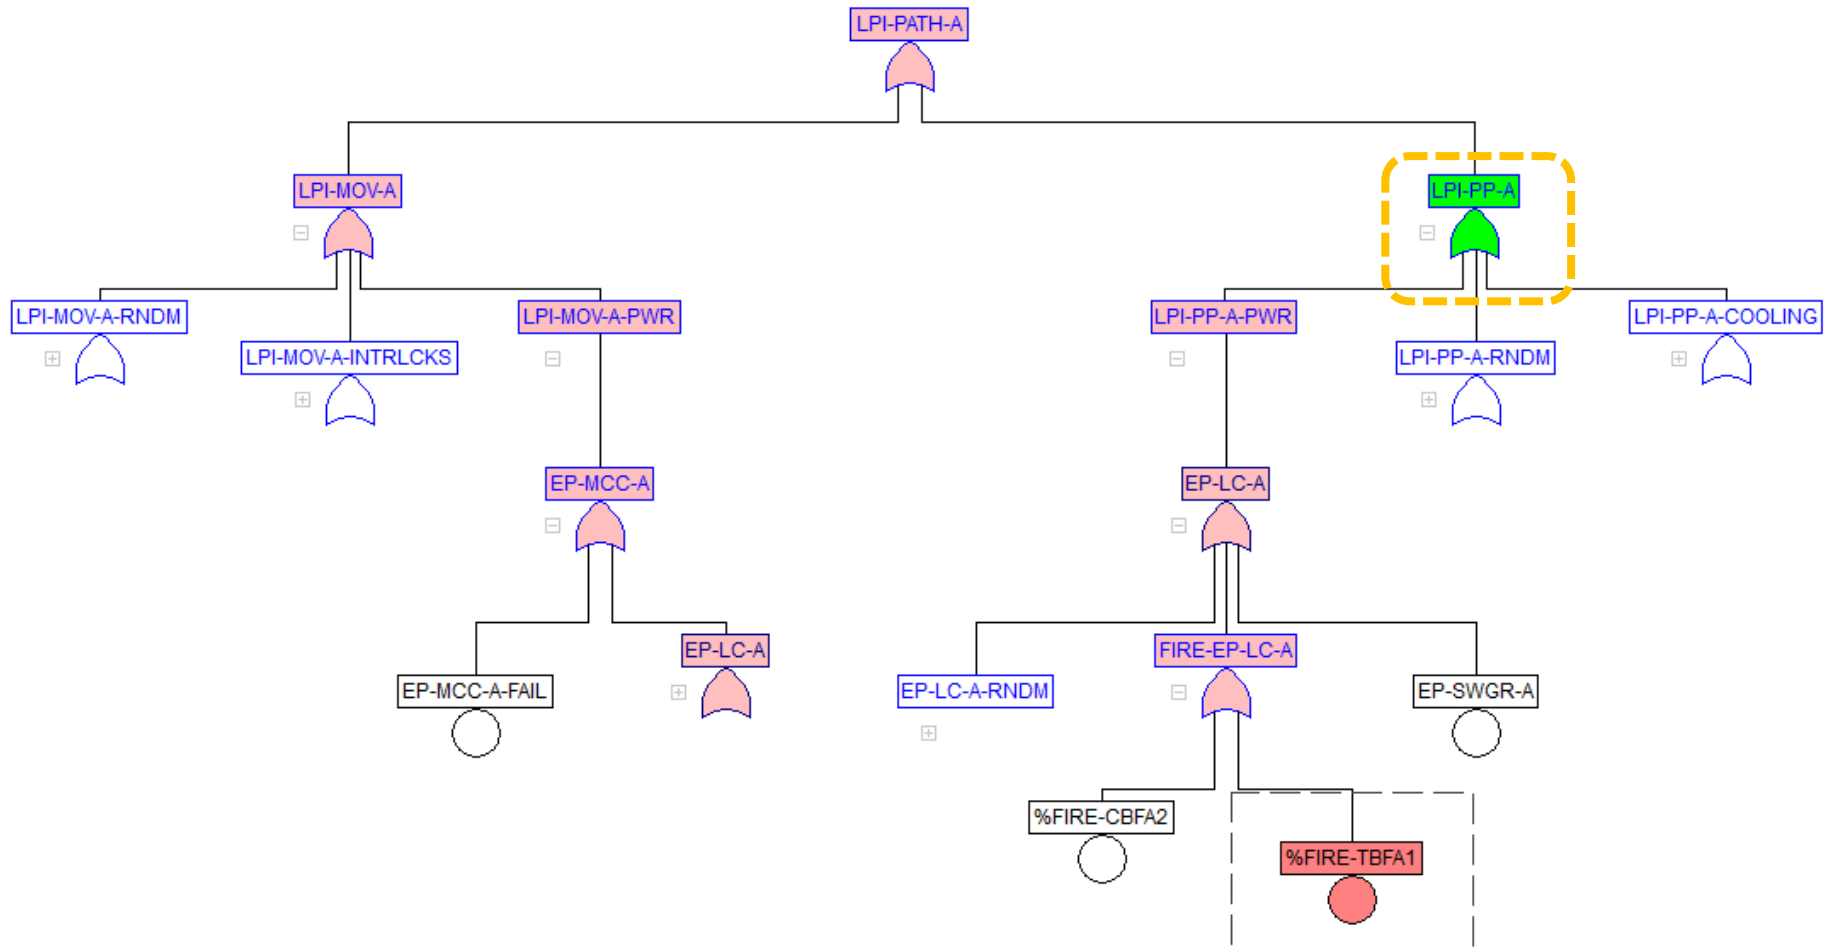 LPI-PATH-A
LPI-MOV-A
LPI-PP-A
LPI-MOV-A-RNDM
LPI-MOV-A-INTRLCKS
LPI-MOV-A-PWR
LPI-PP-A-PWR
LPI-PP-A-RNDM
LPI-PP-A-COOLING
EP-MCC-A
EP-LC-A
EP-MCC-A-FAIL
EP-LC-A
EP-LC-A-RNDM
FIRE-EP-LC-A
EP-SWGR-A
%FIRE-CBFA2
%FIRE-TBFA1